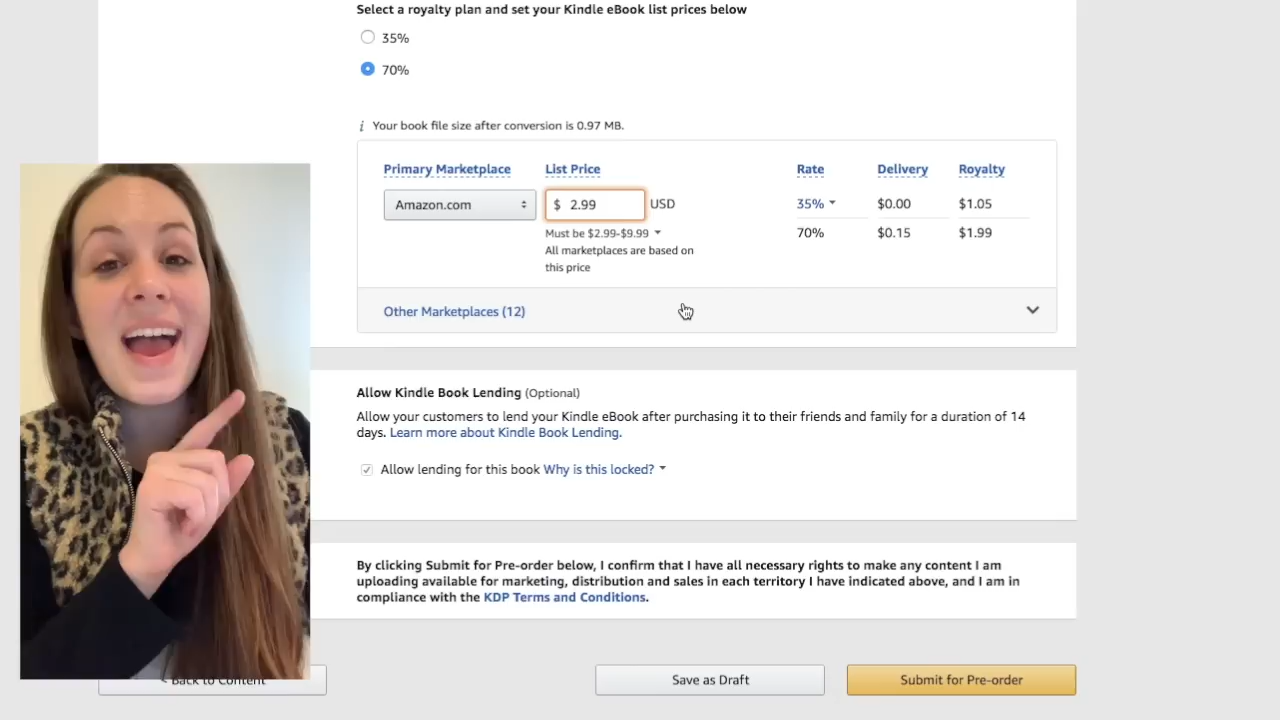 Select a royalty plan and set your Kindle eBook list prices below
35%
70%
i Your book file size after conversion is 0.97 MB.
Primary Marketplace List Price Rate Delivery Royalty
Amazon.com $ 2.99 USD 35% $0.00 $1.05
Must be $2.99-$9.99 70% $0.15 $1.99
All marketplaces are based on
this price
Other Marketplaces (12)
Allow Kindle Book Lending (Optional)
Allow your customers to lend your Kindle eBook after purchasing it to their friends and family for a duration of 14
days. Learn more about Kindle Book Lending.
Allow lending for this book Why is this locked?
By clicking Submit for Pre-order below, I confirm that I have all necessary rights to make any content I am
uploading available for marketing, distribution and sales in each territory I have indicated above, and I am in
compliance with the KDP Terms and Conditions.
< Back to Content Save as Draft Submit for Pre-order